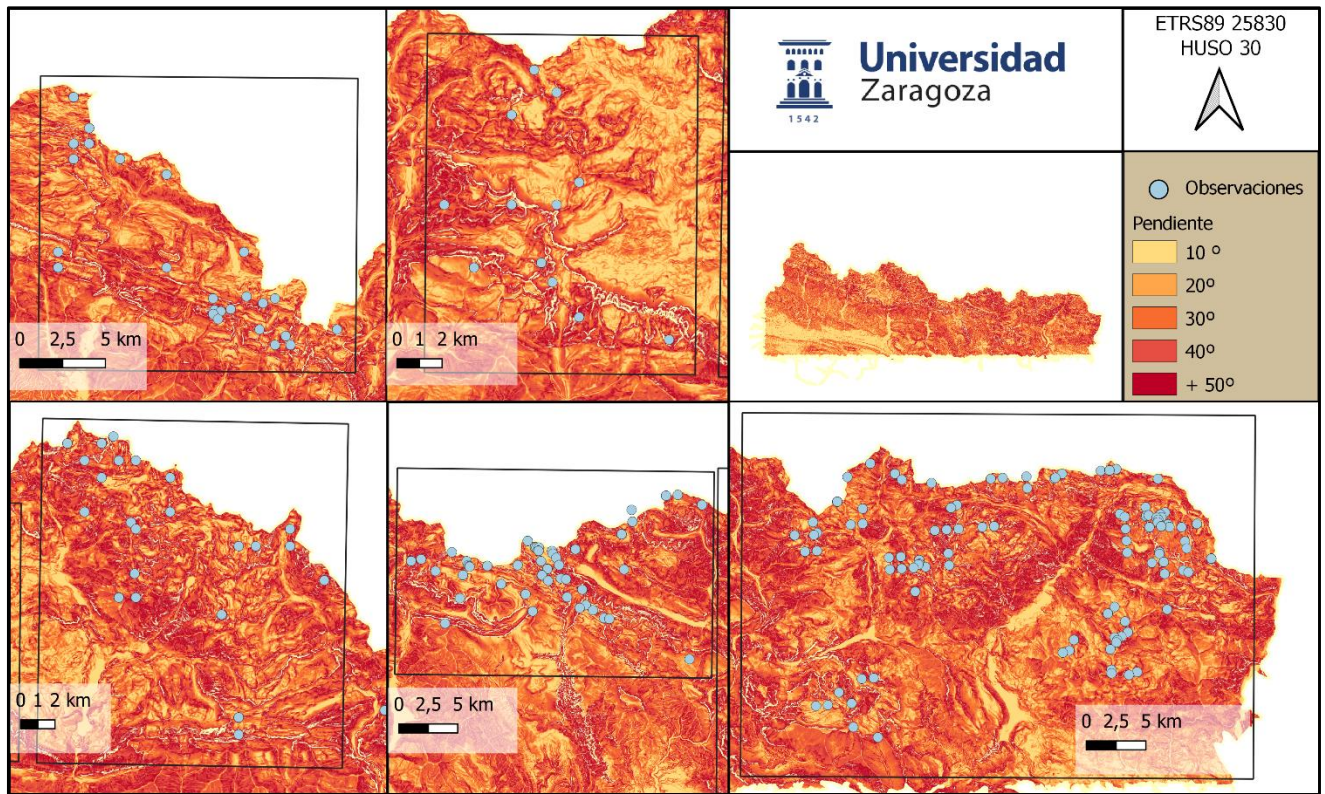 Universidad
Zaragoza
1542
ETRS89 25830
HUSO 30
0 2,5 5 km
0 1 2 km
Observaciones
Pendiente
10 º
20º
30º
40º
+ 50º
0 1 2 km
0 2,5 5 km
0 2,5 5 km